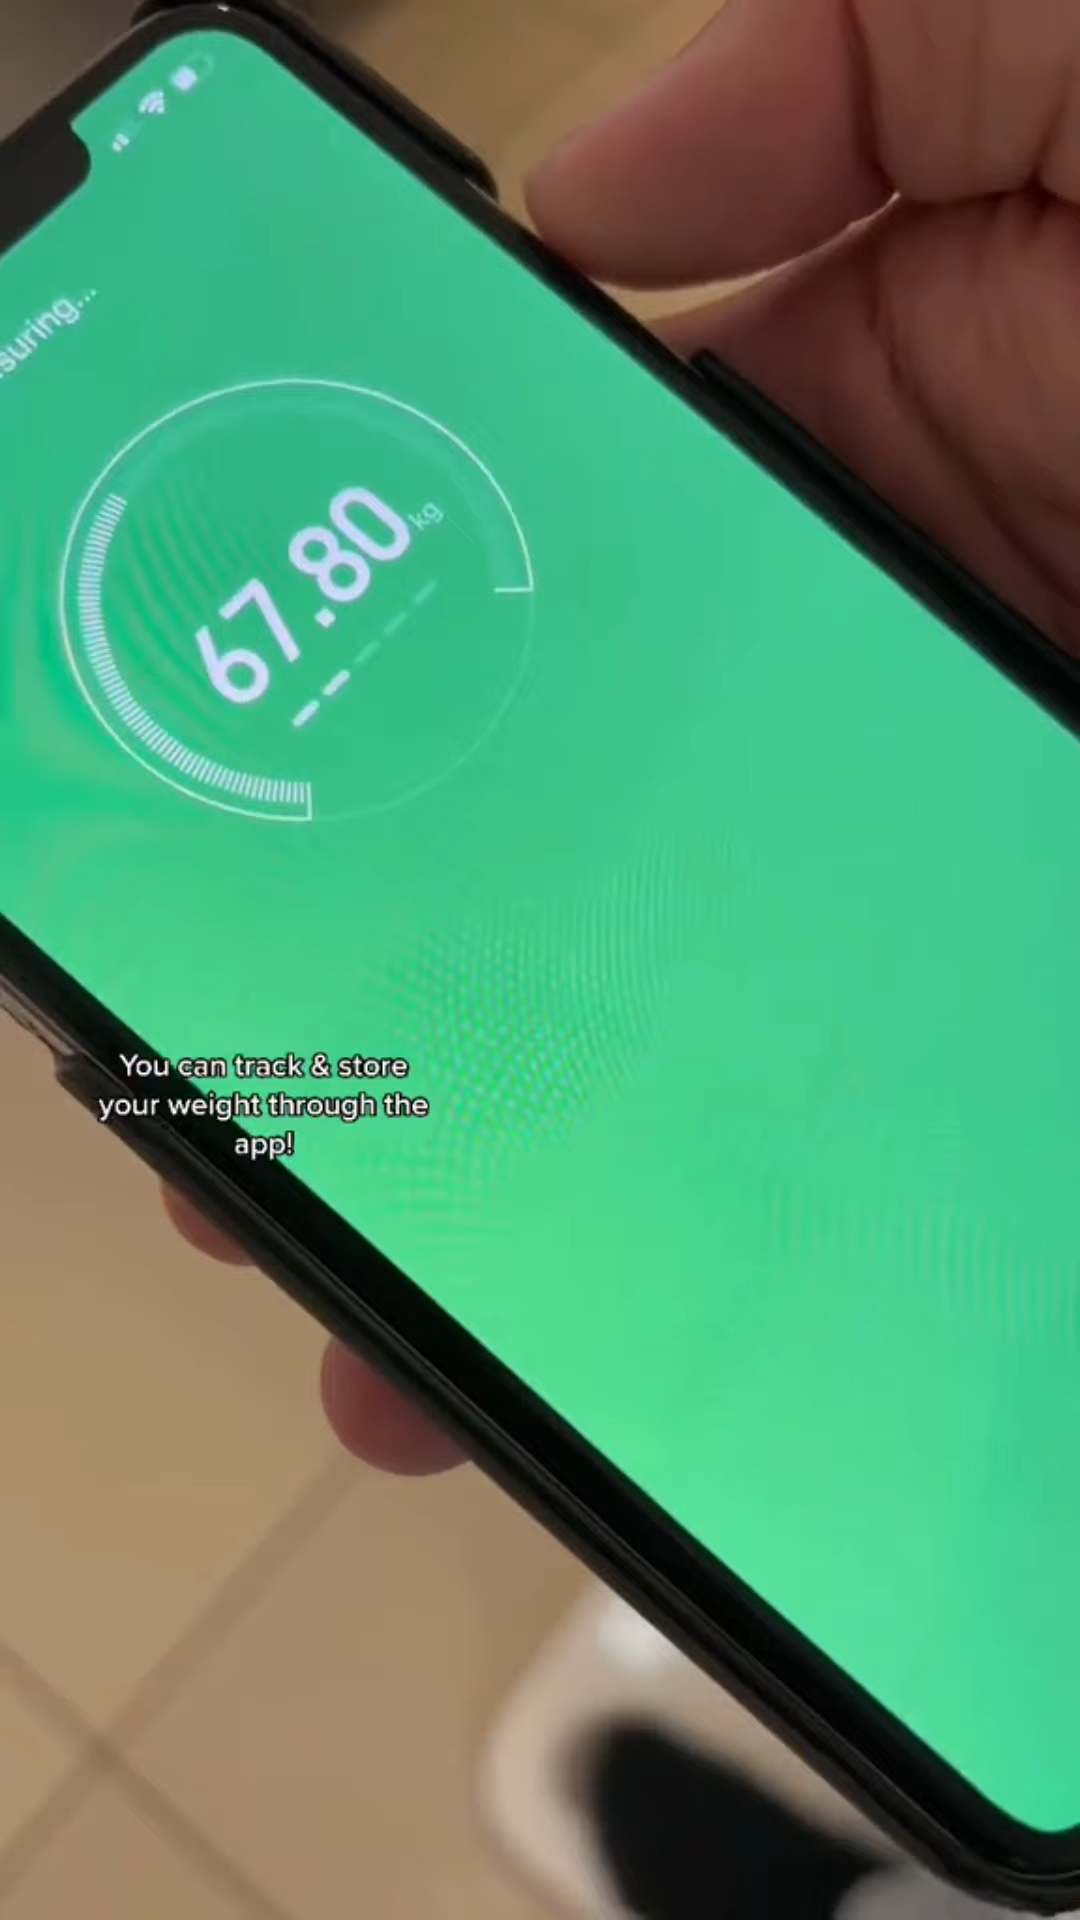 suring...
67.80 kg
You can track & store
your weight through the
app!